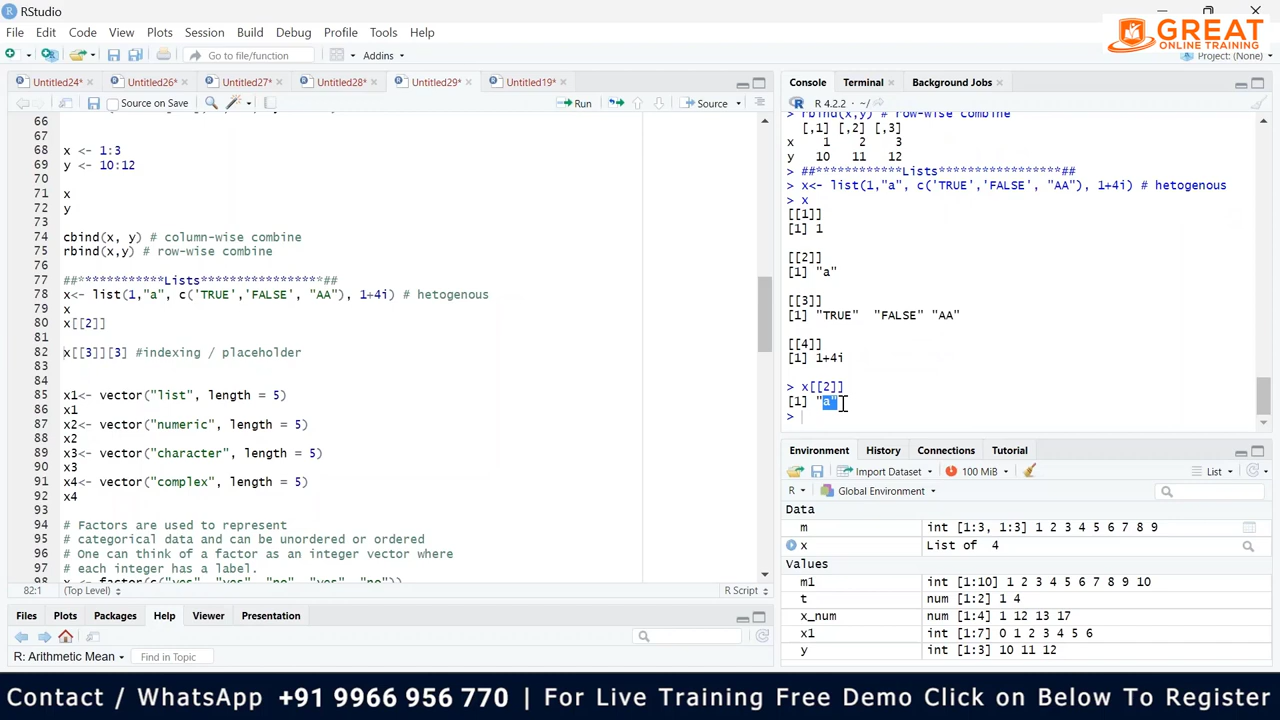 RStudio
File Edit Code View Plots Session Build Debug Profile Tools Help
GREAT
ONLINE TRAINING
Go to file/function Addins Project: (None)
Untitled24* Untitled26* Untitled27* Untitled28* Untitled29* Untitled19*
Source on Save Run Source
66
67
68 x <- 1:3
69 y <- 10:12
70
71 x
72 y
73
74 cbind(x, y) # column-wise combine
75 rbind(x,y) # row-wise combine
76
77 ##************Lists*****************##
78 x<- list(1,"a", c('TRUE','FALSE', "AA"), 1+4i) # hetogenous
79 x
80 x[[2]]
81
82 x[[3]][3] #indexing / placeholder
83
84
85 x1<- vector("list", length = 5)
86 x1
87 x2<- vector("numeric", length = 5)
88 x2
89 x3<- vector("character", length = 5)
90 x3
91 x4<- vector("complex", length = 5)
92 x4
93
94 # Factors are used to represent
95 # categorical data and can be unordered or ordered
96 # One can think of a factor as an integer vector where
97 # each integer has a label.
98 x <- factor(c("yes", "yes", "no", "yes", "no"))
82:1 (Top Level) R Script
Files Plots Packages Help Viewer Presentation
R: Arithmetic Mean Find in Topic
Console Terminal Background Jobs
R 4.2.2 · ~/
> rbind(x,y) # row-wise combine
[,1] [,2] [,3]
x 1 2 3
y 10 11 12
> ##************Lists*****************##
> x<- list(1,"a", c('TRUE','FALSE', "AA"), 1+4i) # hetogenous
> x
[[1]]
[1] 1
[[2]]
[1] "a"
[[3]]
[1] "TRUE" "FALSE" "AA"
[[4]]
[1] 1+4i
> x[[2]]
[1] "a"
>
Environment History Connections Tutorial
Import Dataset 100 MiB List
R Global Environment
Data
m int [1:3, 1:3] 1 2 3 4 5 6 7 8 9
x List of 4
Values
m1 int [1:10] 1 2 3 4 5 6 7 8 9 10
t num [1:2] 1 4
x_num num [1:4] 1 12 13 17
x1 int [1:7] 0 1 2 3 4 5 6
y int [1:3] 10 11 12
Contact / WhatsApp +91 9966 956 770 | For Live Training Free Demo Click on Below To Register